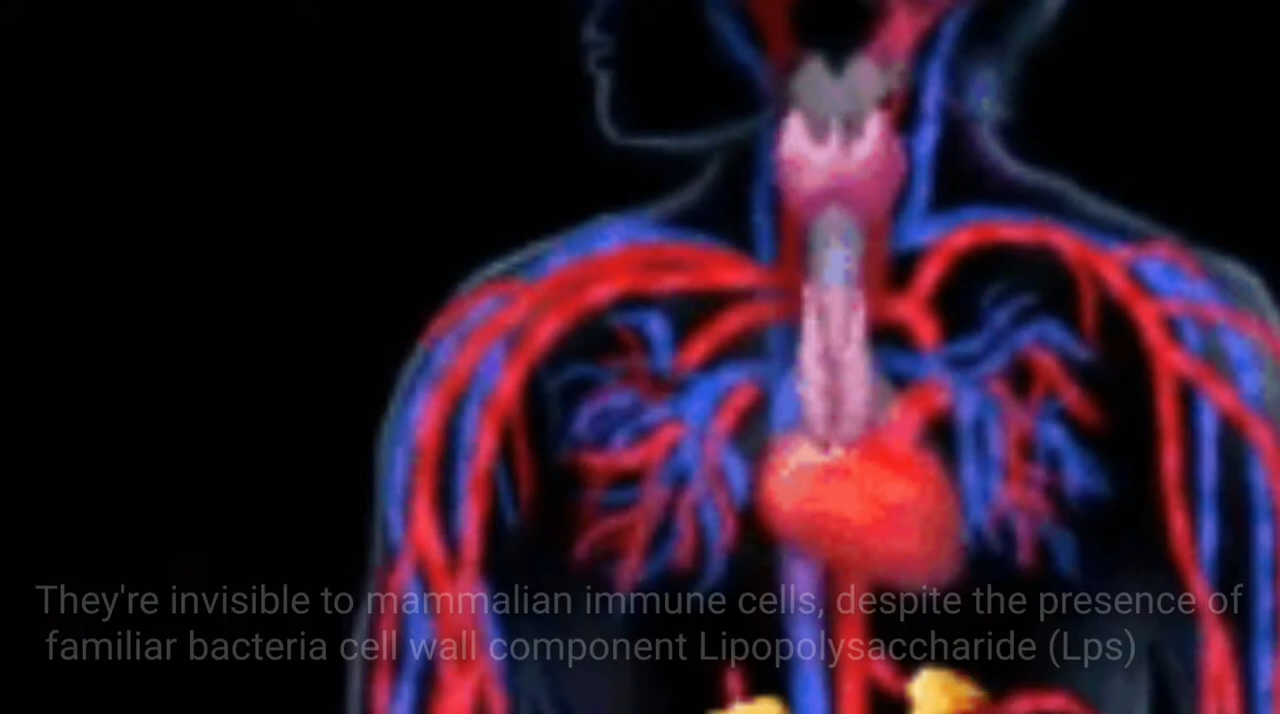 They're invisible to mammalian immune cells, despite the presence of
familiar bacteria cell wall component Lipopolysaccharide (Lps)